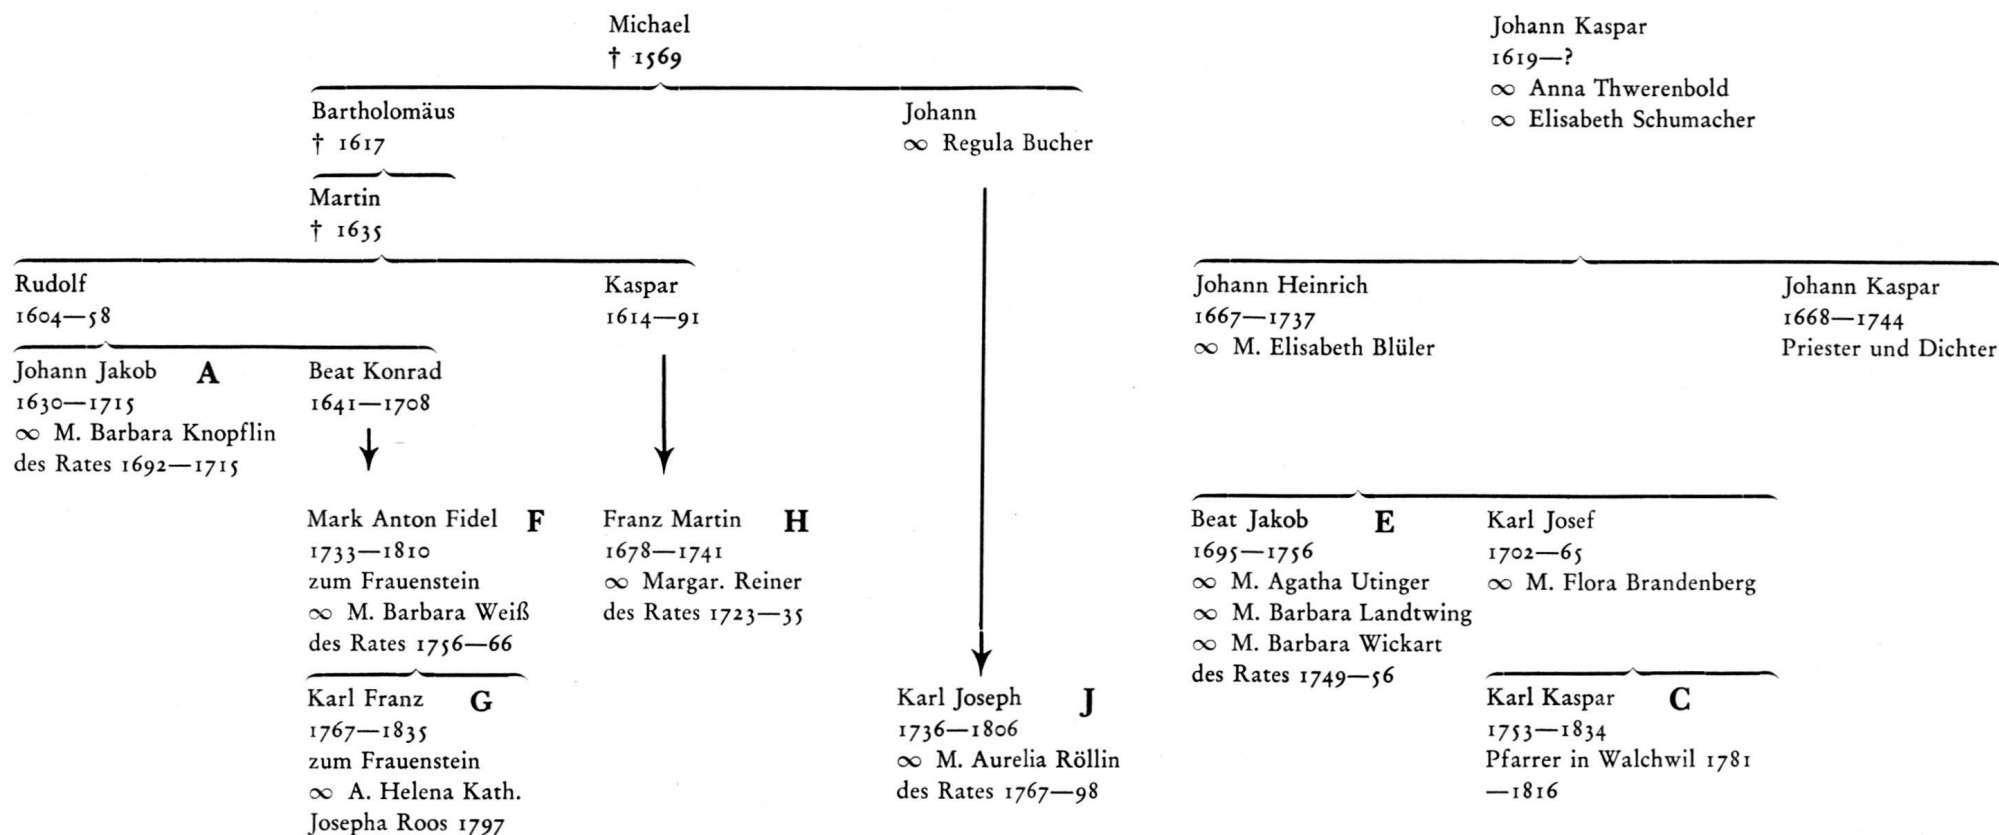 Michael
† 1569
Johann Kaspar
1619—?
∞ Anna Thwerenbold
∞ Elisabeth Schumacher
Bartholomäus
† 1617
Johann
∞ Regula Bucher
Martin
† 1635
Rudolf
1604—58
Kaspar
1614—91
Johann Heinrich
1667—1737
∞ M. Elisabeth Blüler
Johann Kaspar
1668—1744
Priester und Dichter
Johann Jakob A
1630—1715
∞ M. Barbara Knopflin
des Rates 1692—1715
Beat Konrad
1641—1708
Mark Anton Fidel F
1733—1810
zum Frauenstein
∞ M. Barbara Weiß
des Rates 1756—66
Franz Martin H
1678—1741
∞ Margar. Reiner
des Rates 1723—35
Beat Jakob E
1695—1756
∞ M. Agatha Utinger
∞ M. Barbara Landtwing
∞ M. Barbara Wickart
des Rates 1749—56
Karl Josef
1702—65
∞ M. Flora Brandenberg
Karl Franz G
1767—1835
zum Frauenstein
∞ A. Helena Kath.
Josepha Roos 1797
Karl Joseph J
1736—1806
∞ M. Aurelia Röllin
des Rates 1767—98
Karl Kaspar C
1753—1834
Pfarrer in Walchwil 1781
—1816